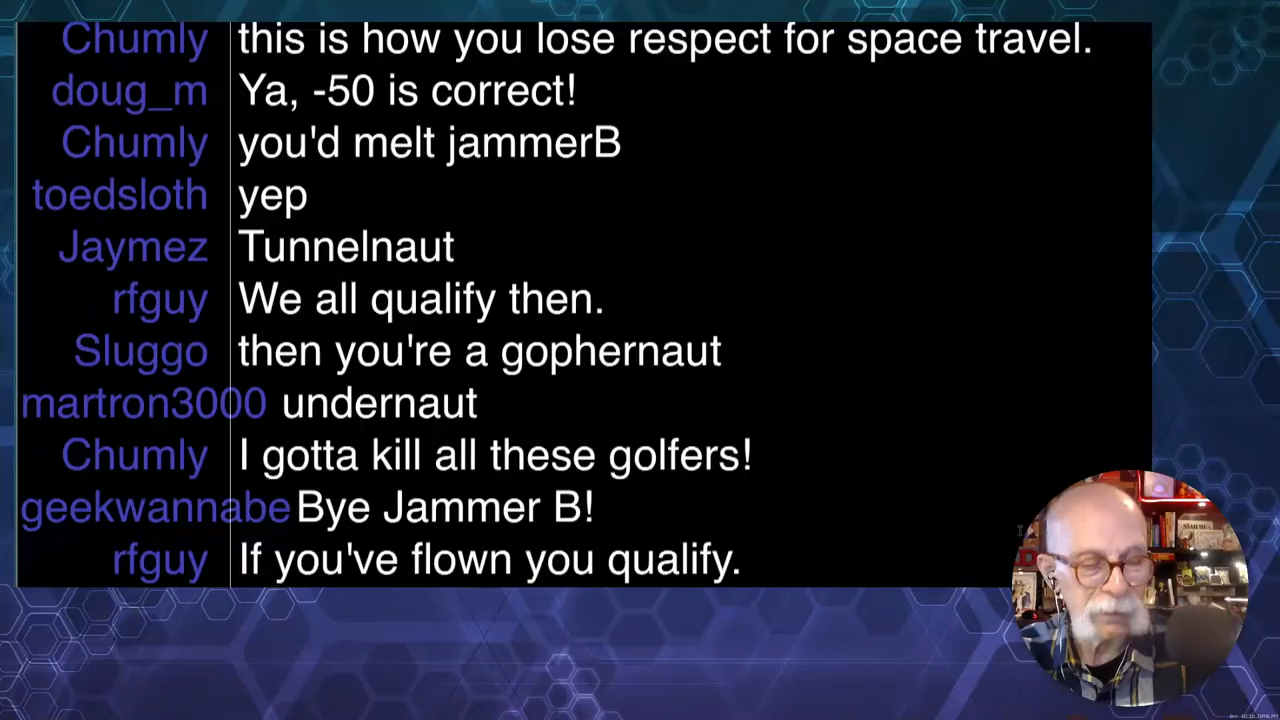 Chumly this is how you lose respect for space travel.
doug_m Ya, -50 is correct!
Chumly you'd melt jammerB
toedsloth yep
Jaymez Tunnelnaut
rfguy We all qualify then.
Sluggo then you're a gophernaut
martron3000 undernaut
Chumly I gotta kill all these golfers!
geekwannabe Bye Jammer B!
rfguy If you've flown you qualify.